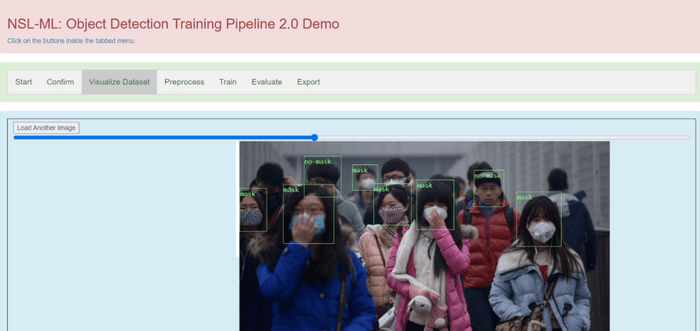 NSL-ML: Object Detection Training Pipeline 2.0 Demo
Click on the buttons inside the tabbed menu:
Start Confirm Visualize Dataset Preprocess Train Evaluate Export
Load Another Image
no-mask
mask
no-mask
mask
mask
mask
mask
mask